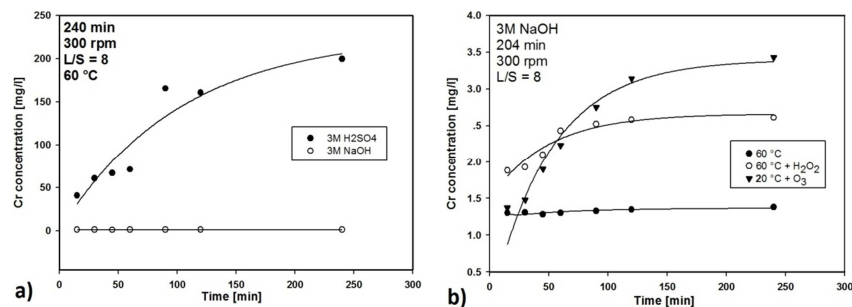 240 min
300 rpm
L/S = 8
60 °C
250
200
150
100
50
0
Cr concentration [mg/l]
3M H2SO4
3M NaOH
0 50 100 150 200 250 300
Time [min]
a)
3M NaOH
204 min
300 rpm
L/S = 8
4.0
3.5
3.0
.5
2.0
1.5
1.0
0.5
Cr concentration [mg/l]
60 °C
60 °C + H₂O₂
20 °C + O₃
0 50 100 150 200 250 300
Time [min]
b)